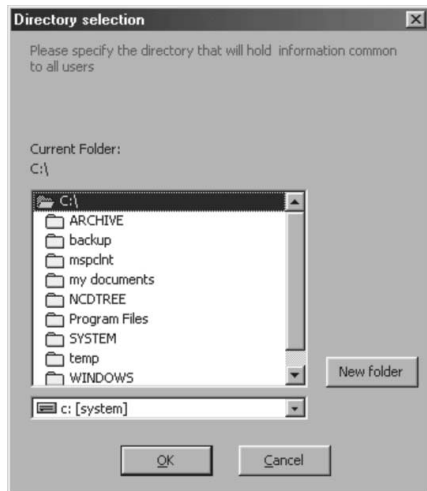 Directory selection
Please specify the directory that will hold information common
to all users
Current Folder:
C:\
C:\
ARCHIVE
backup
mspclnt
my documents
NCDTREE
Program Files
SYSTEM
temp
WINDOWS
New folder
c: [system]
OK
Cancel